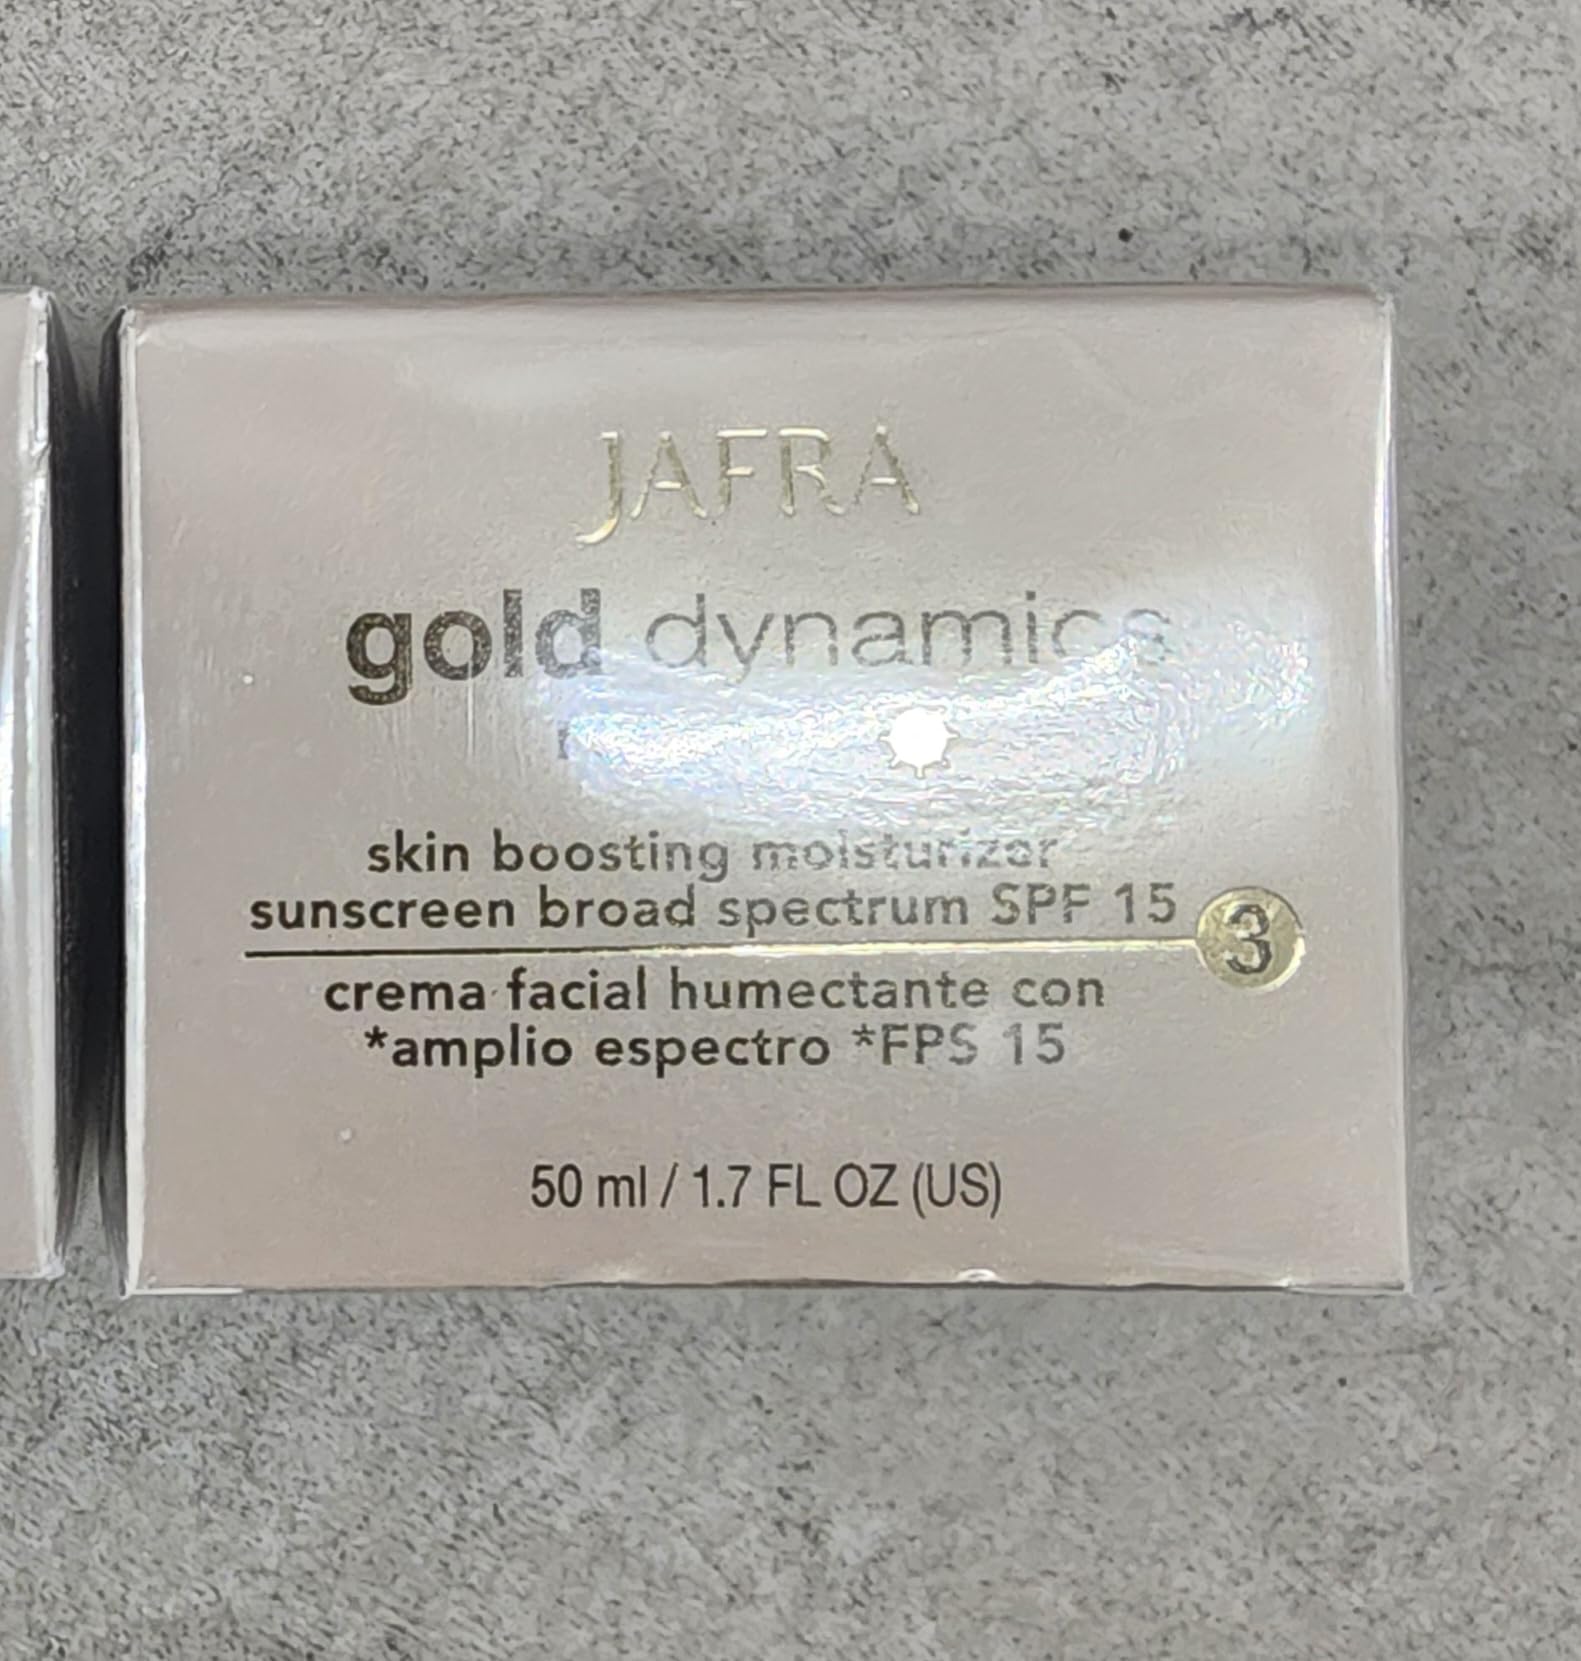 JAFRA
gold dynamics
skin boosting moisturizer
sunscreen broad spectrum SPF 15
3
crema facial humectante con
*amplio espectro *FPS 15
50 ml / 1.7 FL OZ (US)